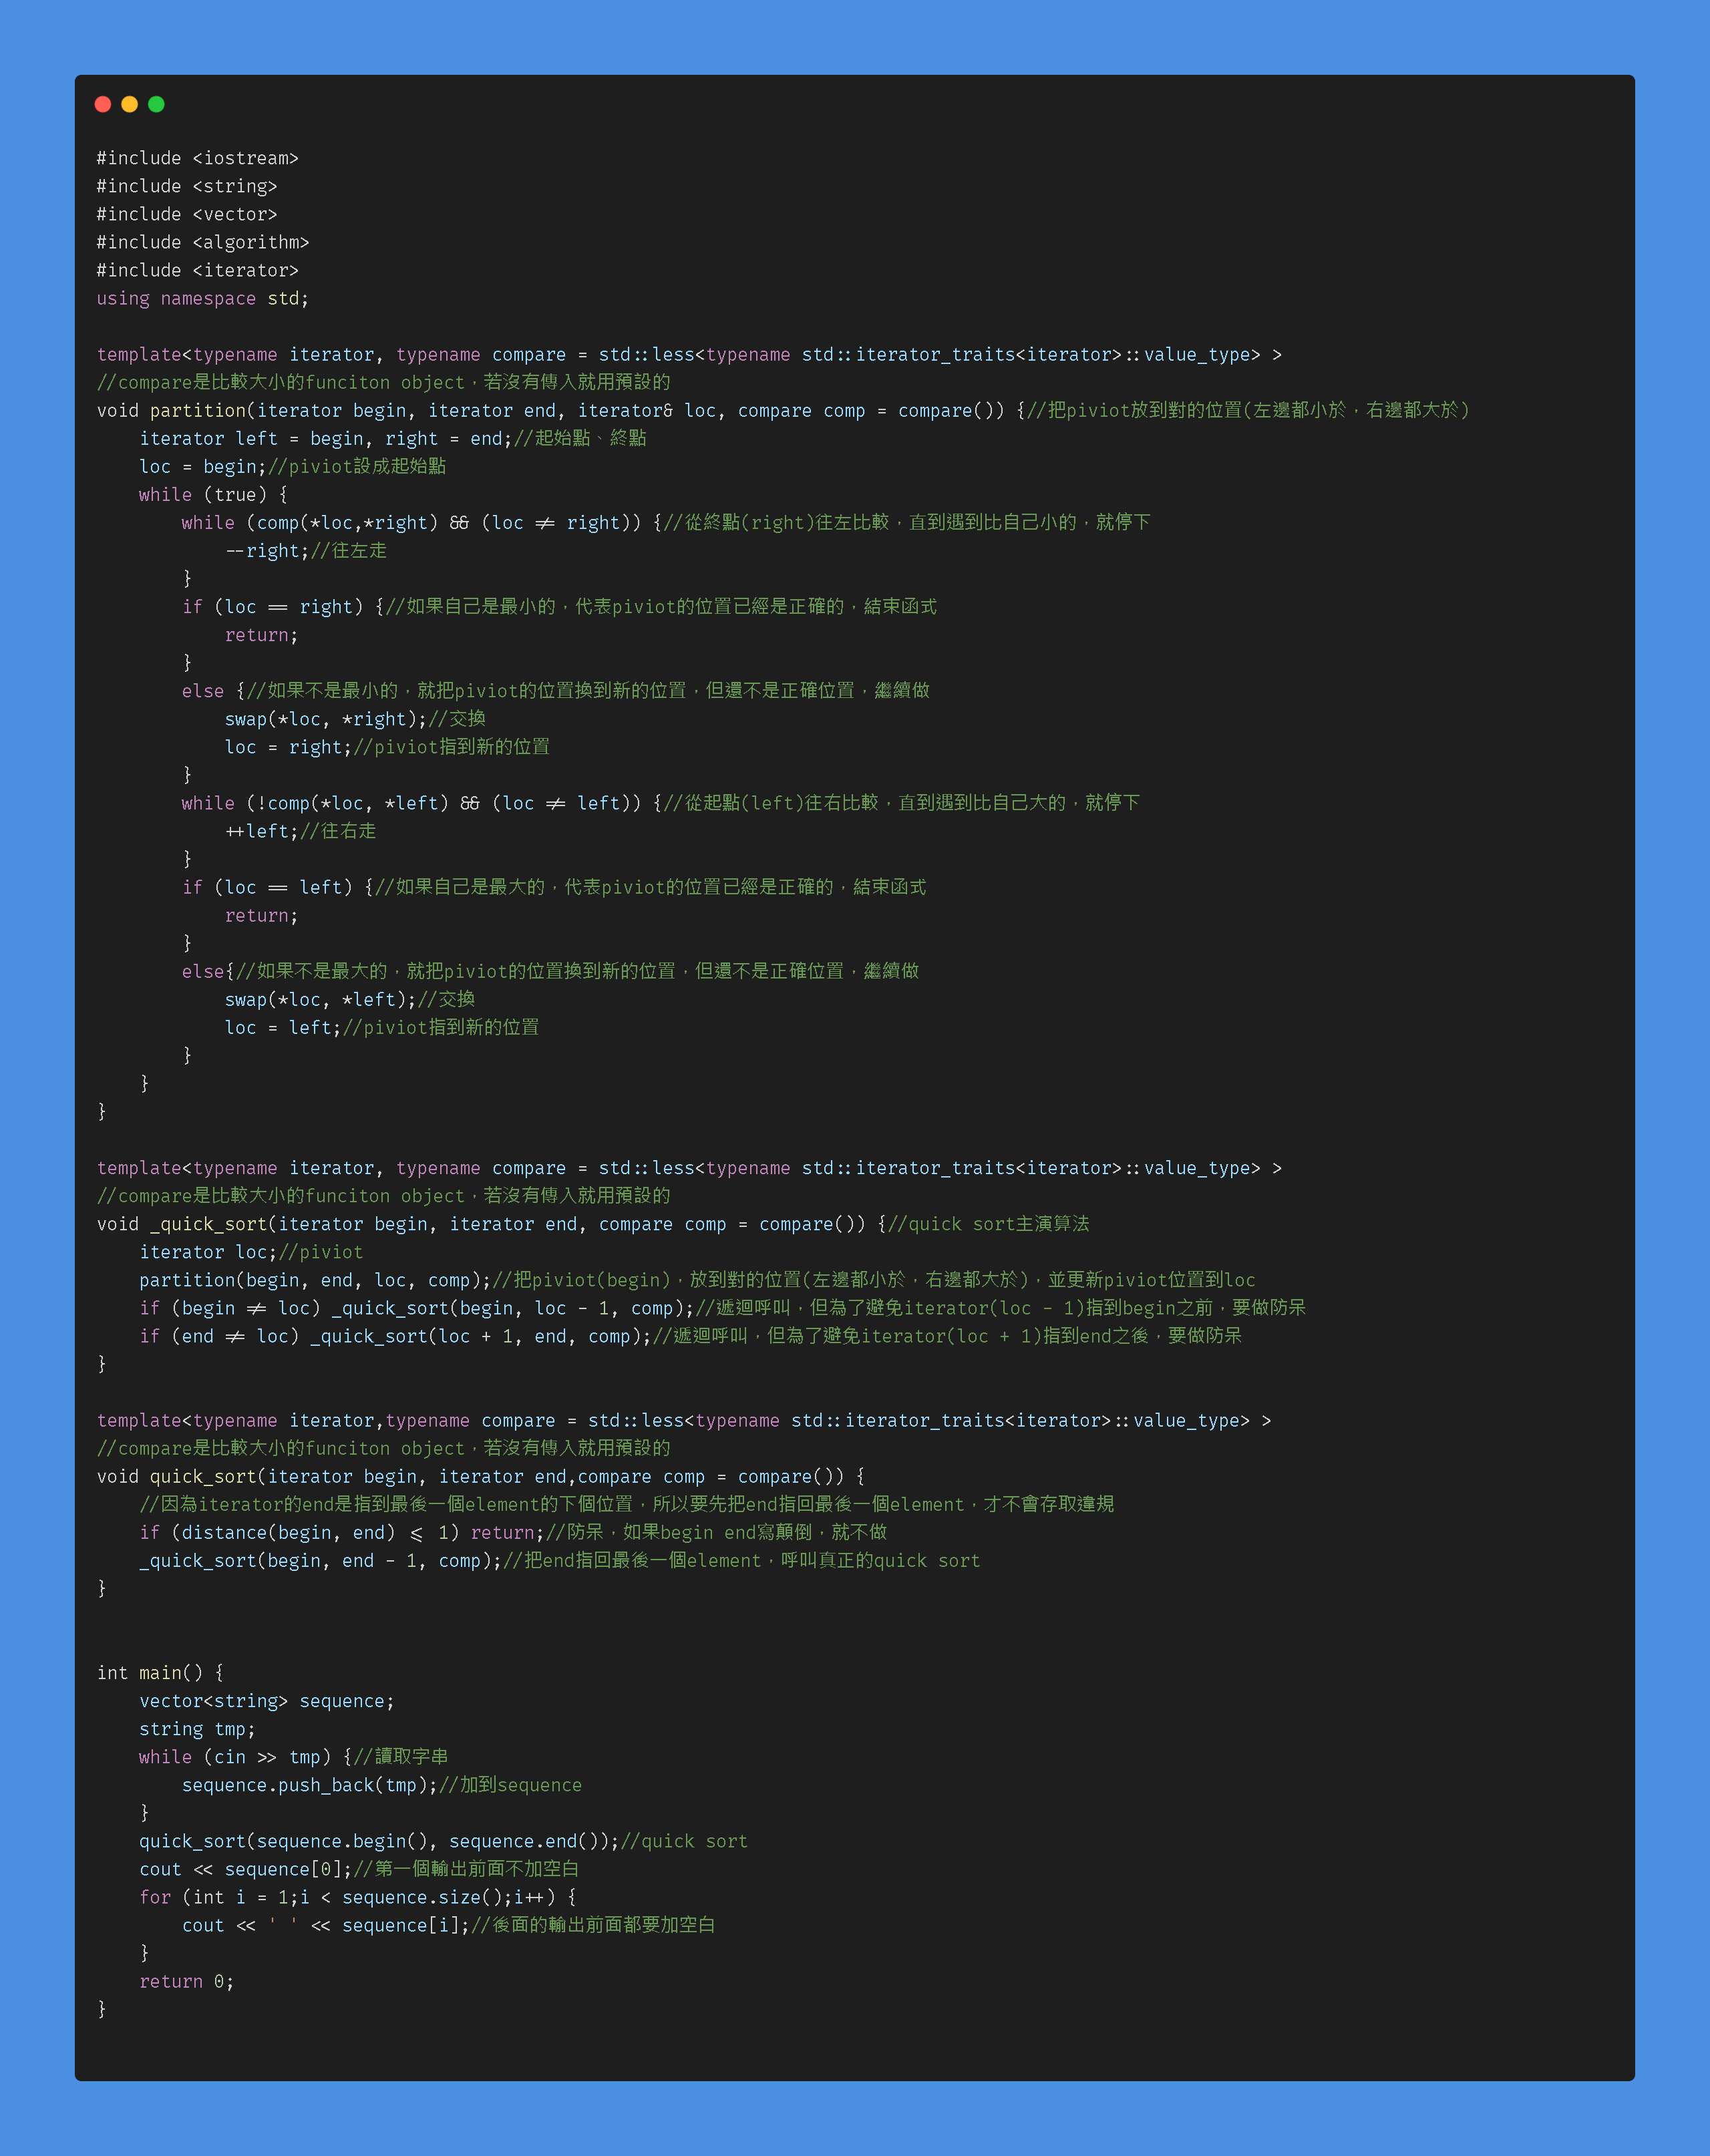 #include <iostream>
#include <string>
#include <vector>
#include <algorithm>
#include <iterator>
using namespace std;

template<typename iterator, typename compare = std::less<typename std::iterator_traits<iterator>::value_type> >
//compare是比較大小的funciton object，若沒有傳入就用預設的
void partition(iterator begin, iterator end, iterator& loc, compare comp = compare()) {//把piviot放到對的位置(左邊都小於，右邊都大於)
    iterator left = begin, right = end;//起始點、終點
    loc = begin;//piviot設成起始點
    while (true) {
        while (comp(*loc,*right) && (loc != right)) {//從終點(right)往左比較，直到遇到比自己小的，就停下
            --right;//往左走
        }
        if (loc == right) {//如果自己是最小的，代表piviot的位置已經是正確的，結束函式
            return;
        }
        else {//如果不是最小的，就把piviot的位置換到新的位置，但還不是正確位置，繼續做
            swap(*loc, *right);//交換
            loc = right;//piviot指到新的位置
        }
        while (!comp(*loc, *left) && (loc != left)) {//從起點(left)往右比較，直到遇到比自己大的，就停下
            ++left;//往右走
        }
        if (loc == left) {//如果自己是最大的，代表piviot的位置已經是正確的，結束函式
            return;
        }
        else{//如果不是最大的，就把piviot的位置換到新的位置，但還不是正確位置，繼續做
            swap(*loc, *left);//交換
            loc = left;//piviot指到新的位置
        }
    }
}

template<typename iterator, typename compare = std::less<typename std::iterator_traits<iterator>::value_type> >
//compare是比較大小的funciton object，若沒有傳入就用預設的
void _quick_sort(iterator begin, iterator end, compare comp = compare()) {//quick sort主演算法
    iterator loc;//piviot
    partition(begin, end, loc, comp);//把piviot(begin)，放到對的位置(左邊都小於，右邊都大於)，並更新piviot位置到loc
    if (begin != loc) _quick_sort(begin, loc - 1, comp);//遞迴呼叫，但為了避免iterator(loc - 1)指到begin之前，要做防呆
    if (end != loc) _quick_sort(loc + 1, end, comp);//遞迴呼叫，但為了避免iterator(loc + 1)指到end之後，要做防呆
}

template<typename iterator,typename compare = std::less<typename std::iterator_traits<iterator>::value_type> >
//compare是比較大小的funciton object，若沒有傳入就用預設的
void quick_sort(iterator begin, iterator end,compare comp = compare()) {
    //因為iterator的end是指到最後一個element的下個位置，所以要先把end指回最後一個element，才不會存取違規
    if (distance(begin, end) <= 1) return;//防呆，如果begin end寫顛倒，就不做
    _quick_sort(begin, end - 1, comp);//把end指回最後一個element，呼叫真正的quick sort
}


int main() {
    vector<string> sequence;
    string tmp;
    while (cin >> tmp) {//讀取字串
        sequence.push_back(tmp);//加到sequence
    }
    quick_sort(sequence.begin(), sequence.end());//quick sort
    cout << sequence[0];//第一個輸出前面不加空白
    for (int i = 1;i < sequence.size();i++) {
        cout << ' ' << sequence[i];//後面的輸出前面都要加空白
    }
    return 0;
}